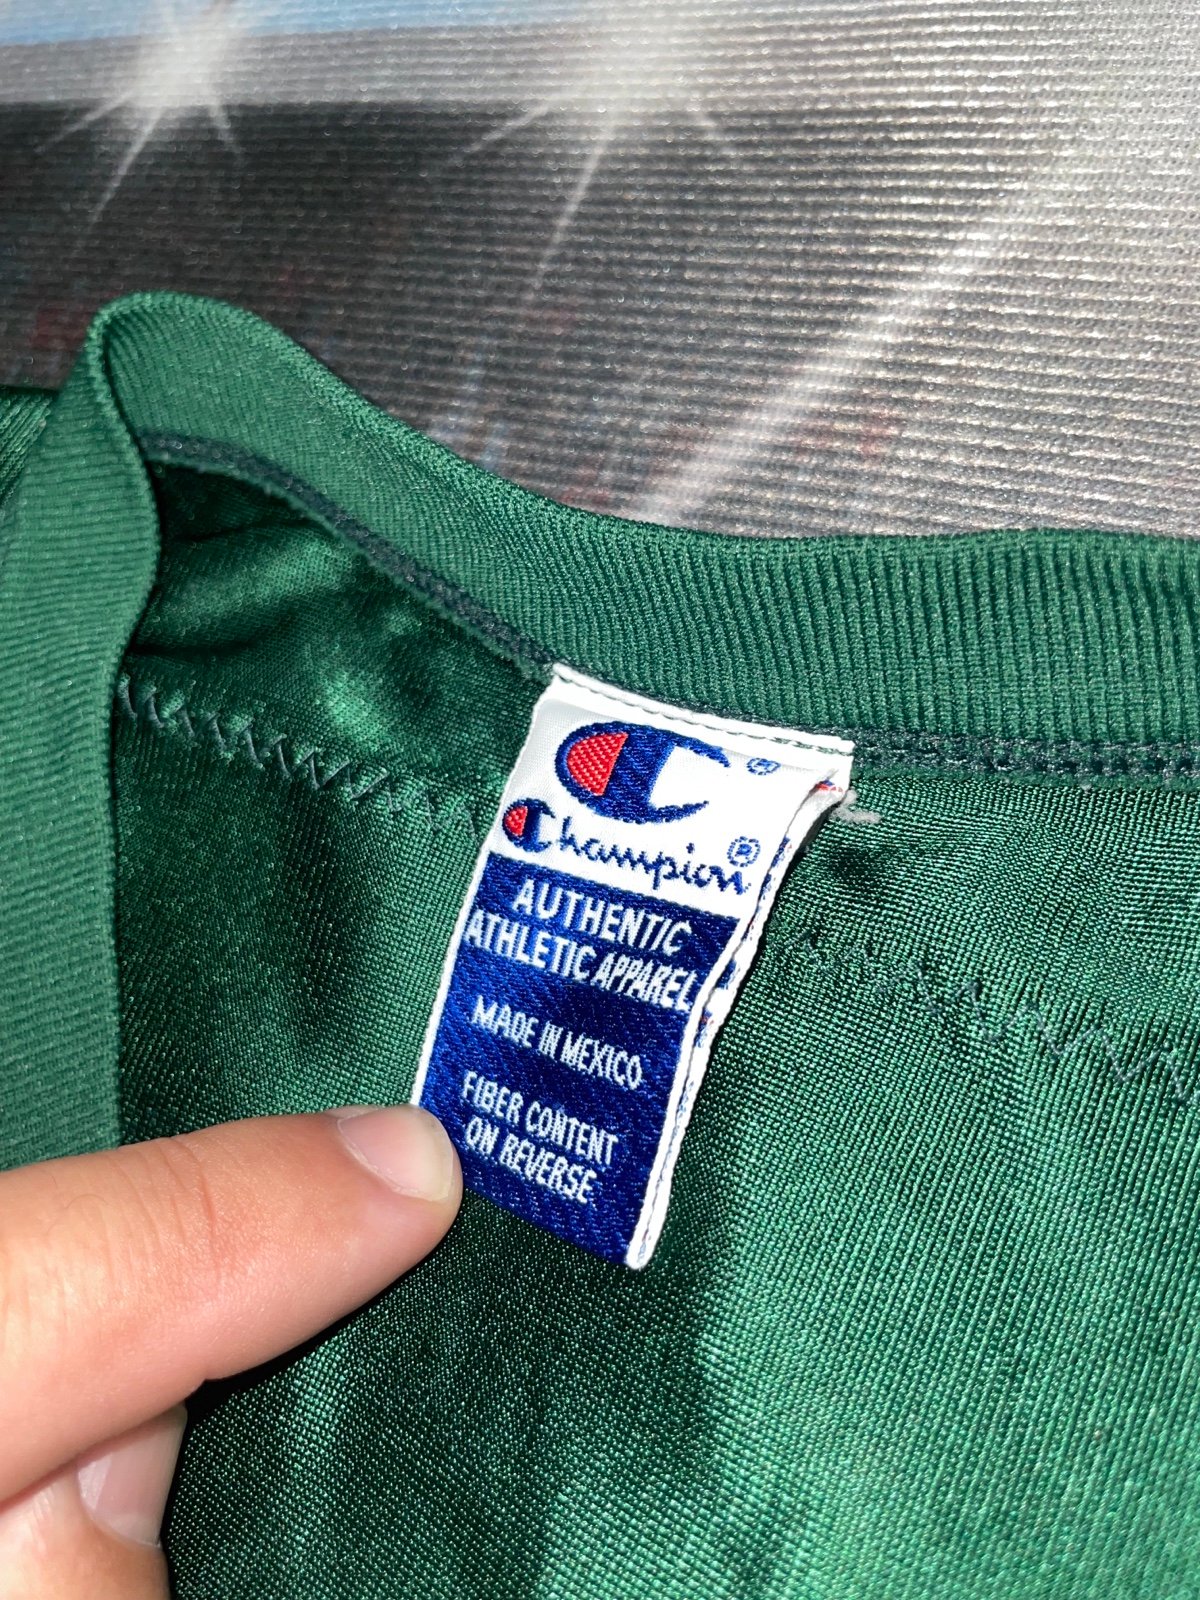 ®
Champion®
AUTHENTIC
ATHLETIC APPAREL
MADE IN MEXICO
FIBER CONTENT
ON REVERSE